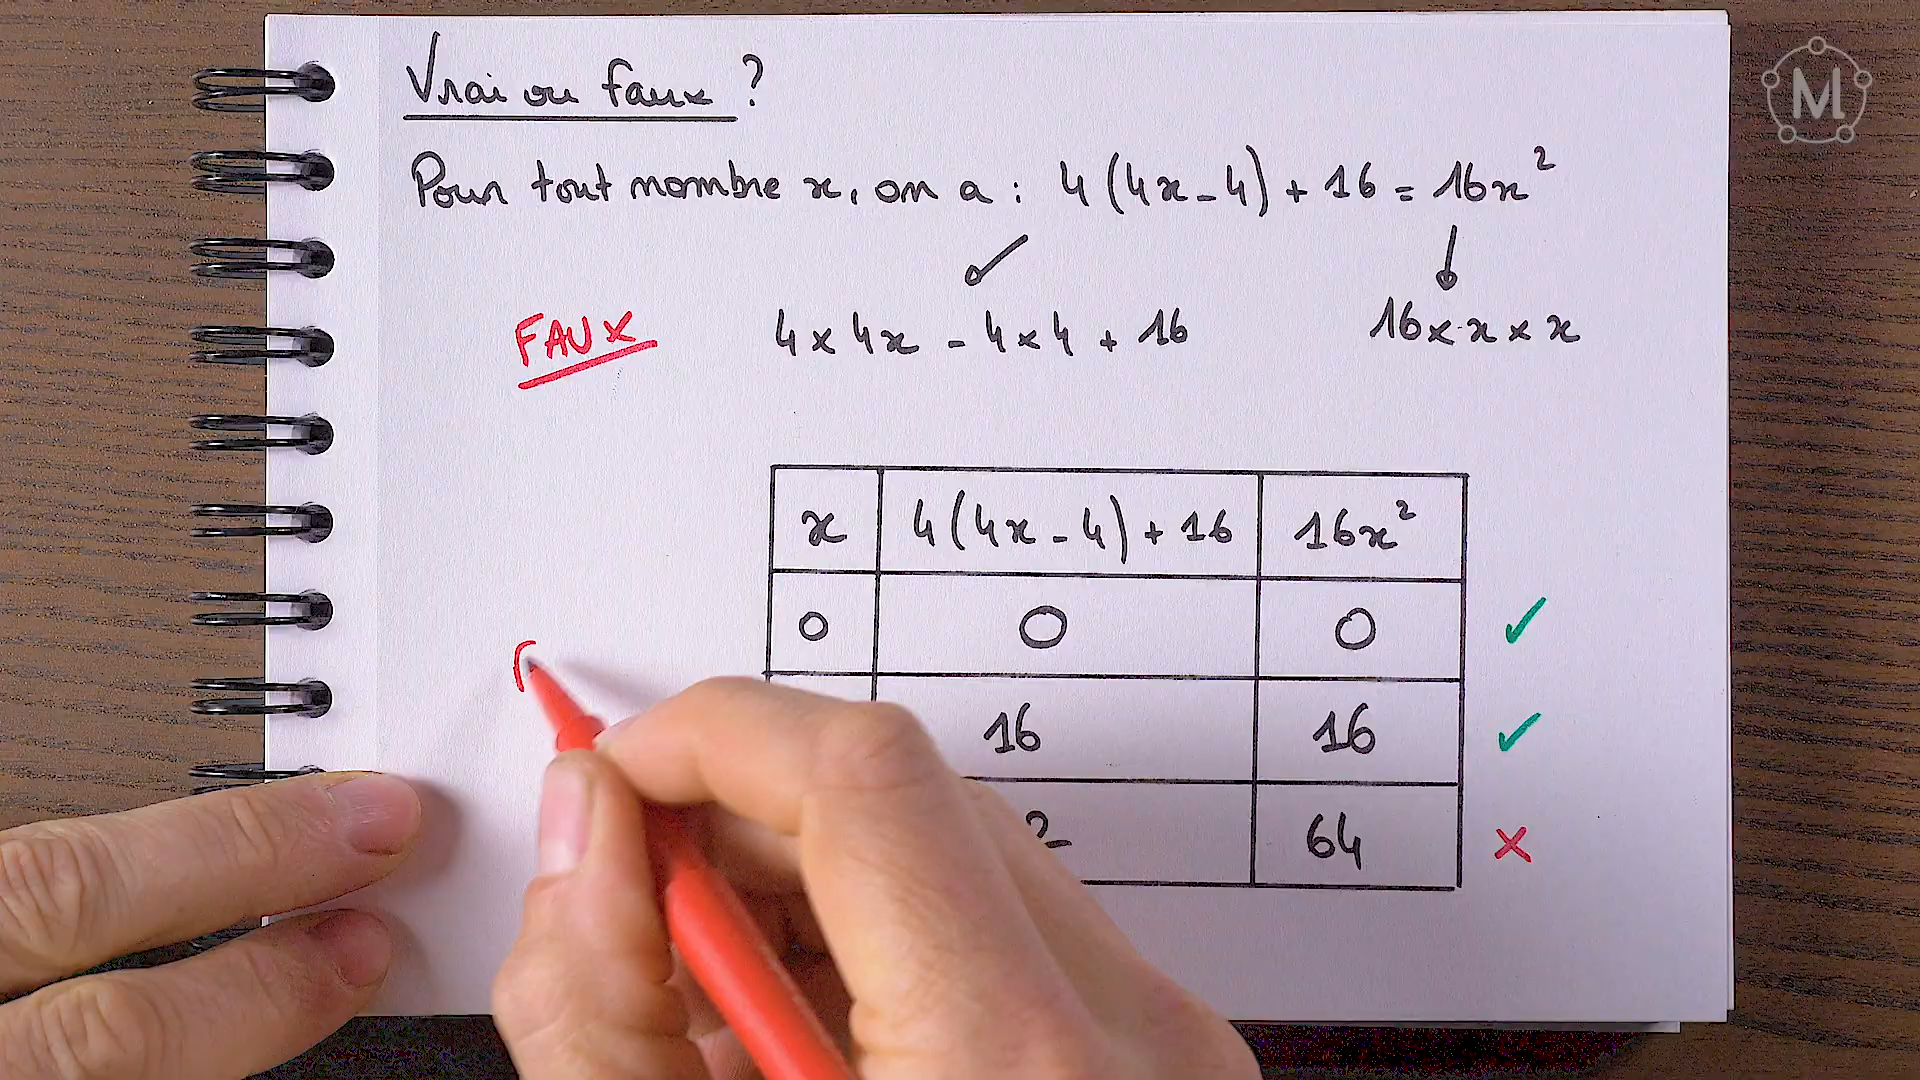 Vrai ou faux ?
Pour tout nombre x, on a : 4(4x-4)+16=16x²
FAUX 4×4x-4×4+16 16×x×x
x 4(4x-4)+16 16x²
0 0 0 ✓
16 16 ✓
64 ×
M